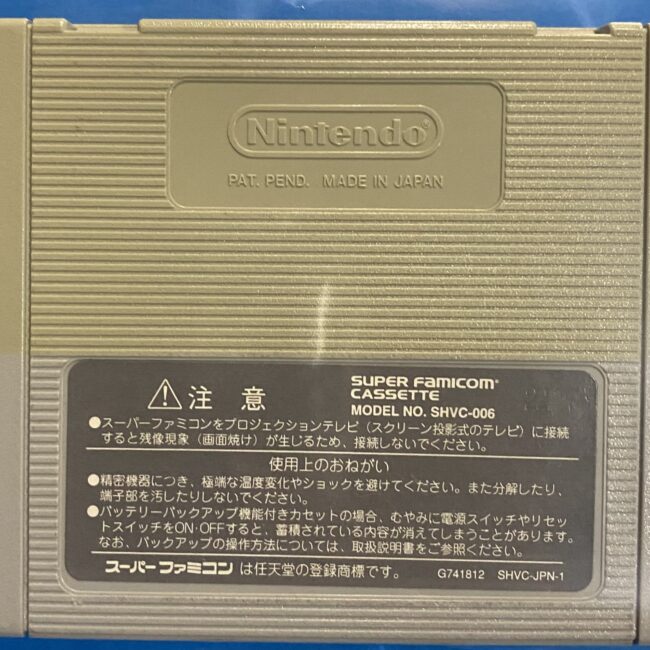 Nintendo®
PAT. PEND. MADE IN JAPAN
注意
SUPER FAMICOM®
CASSETTE
MODEL NO. SHVC-006
●スーパーファミコンをプロジェクションテレビ（スクリーン投影式のテレビ）に接続
すると残像現象（画面焼け）が生じるため、接続しないでください。
使用上のおねがい
●精密機器につき、極端な温度変化やショックを避けてください。また分解したり、
端子部を汚したりしないでください。
●バッテリーバックアップ機能付きカセットの場合、むやみに電源スイッチやリセッ
トスイッチをON·OFFすると、蓄積されている内容が消えてしまうことがあります。
なお、バックアップの操作方法については、取扱説明書をご参照ください。
スーパーファミコン は任天堂の登録商標です。
G741812 SHVC-JPN-1